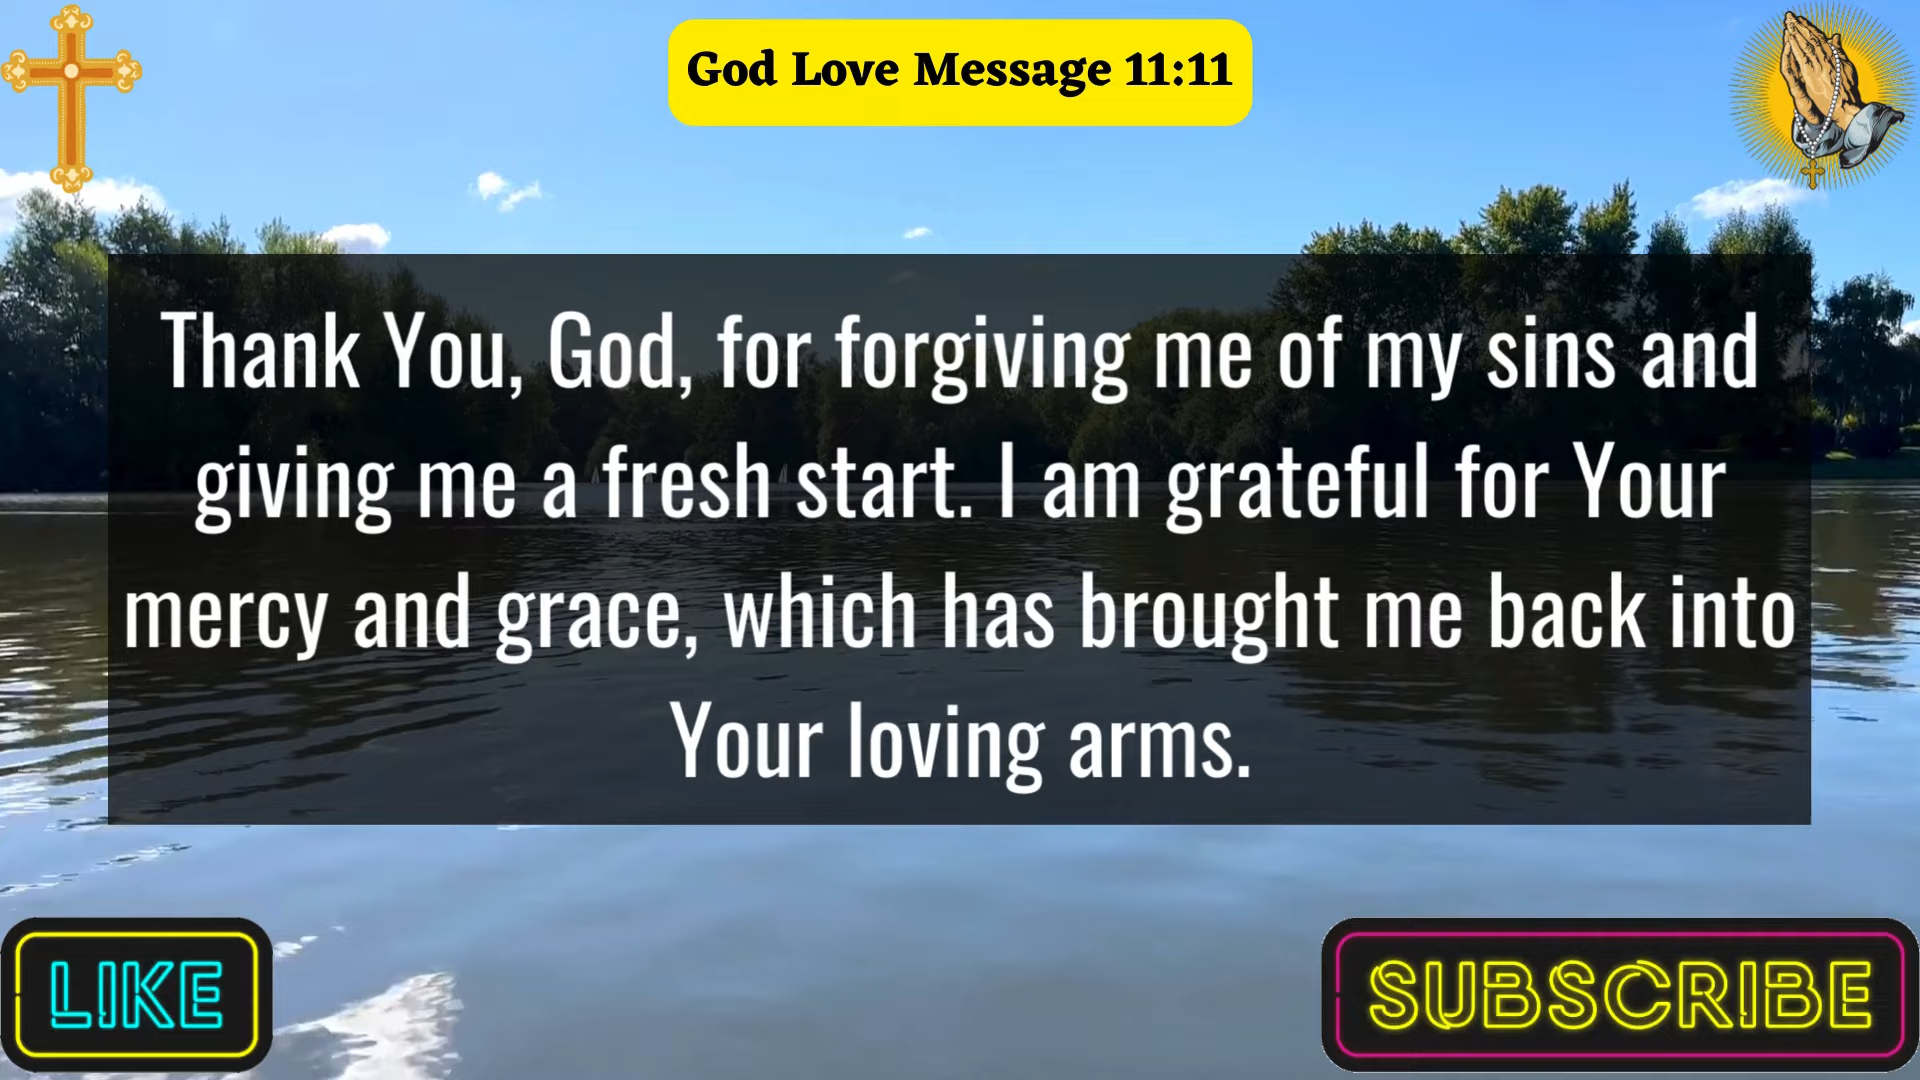 God Love Message 11:11
Thank You, God, for forgiving me of my sins and
giving me a fresh start. I am grateful for Your
mercy and grace, which has brought me back into
Your loving arms.
LIKE
SUBSCRIBE